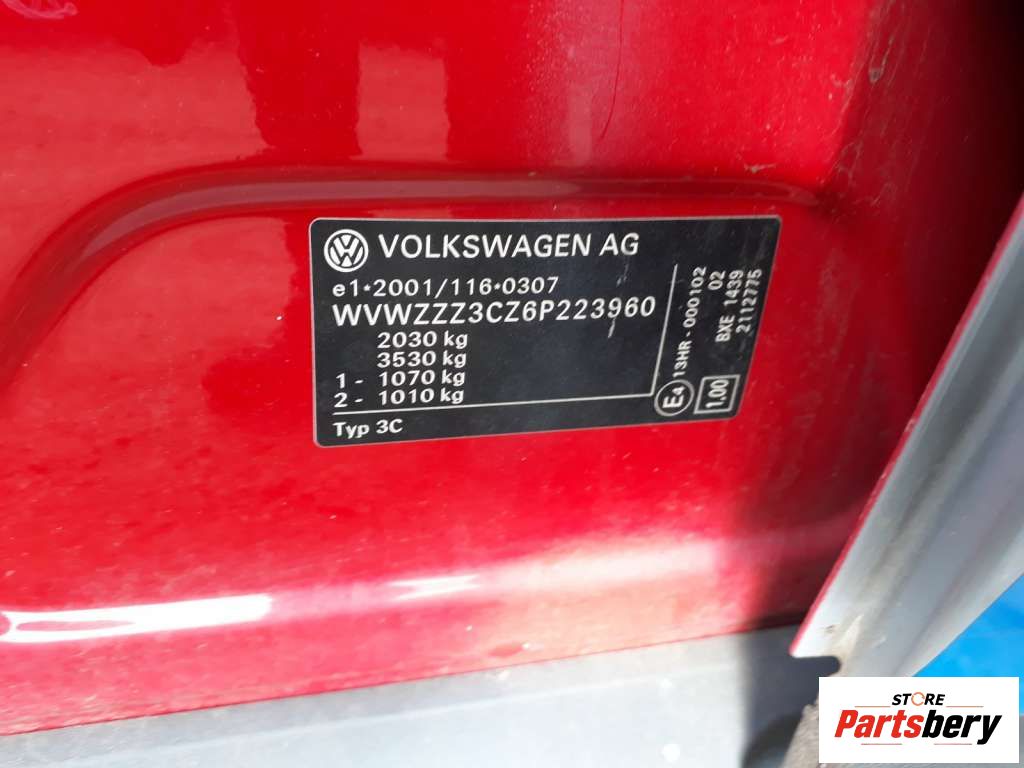 VOLKSWAGEN AG
e1*2001/116*0307
WVWZZZ3CZ6P223960
2030 kg
3530 kg
1 - 1070 kg
2 - 1010 kg
Typ 3C
E4 13HR - 000102
02
BXE 1439
2112775
1.00
STORE
Partsbery